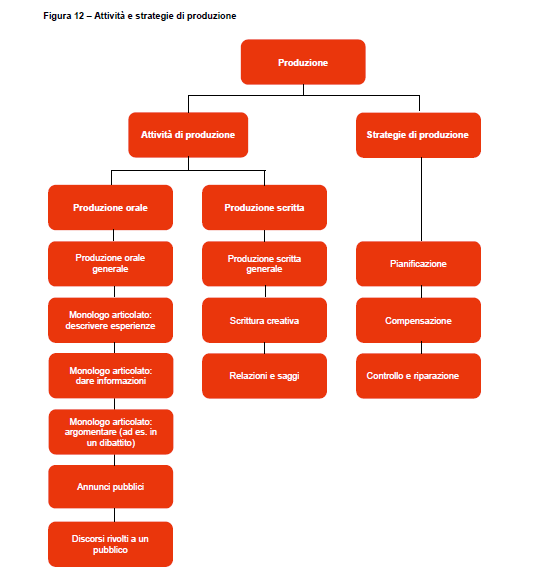 Figura 12 – Attività e strategie di produzione
Produzione
Attività di produzione
Strategie di produzione
Produzione orale
Produzione scritta
Produzione orale
generale
Produzione scritta
generale
Pianificazione
Monologo articolato:
descrivere esperienze
Scrittura creativa
Compensazione
Monologo articolato:
dare informazioni
Relazioni e saggi
Controllo e riparazione
Monologo articolato:
argomentare (ad es. in
un dibattito)
Annunci pubblici
Discorsi rivolti a un
pubblico